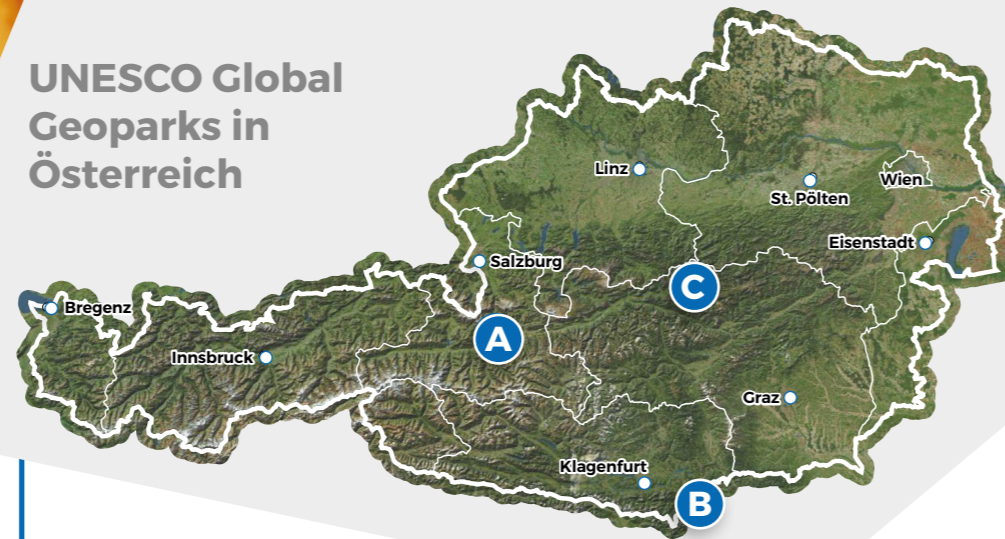 UNESCO Global
Geoparks in
Österreich
Linz
St. Pölten
Wien
Eisenstadt
Salzburg
C
Bregenz
A
Innsbruck
Graz
Klagenfurt
B